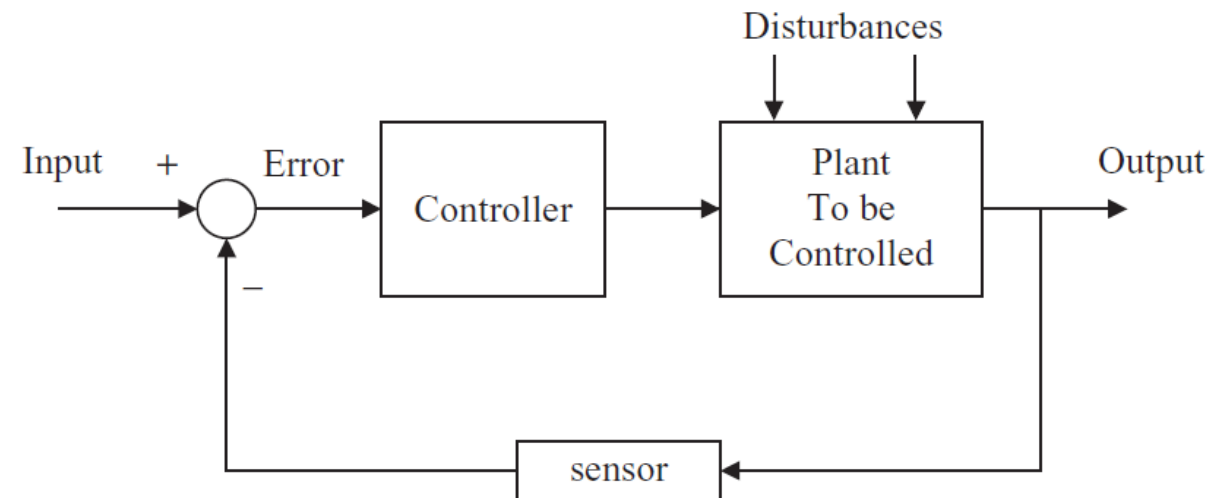 Disturbances
Input
+
Error
Controller
Plant
To be
Controlled
Output
−
sensor